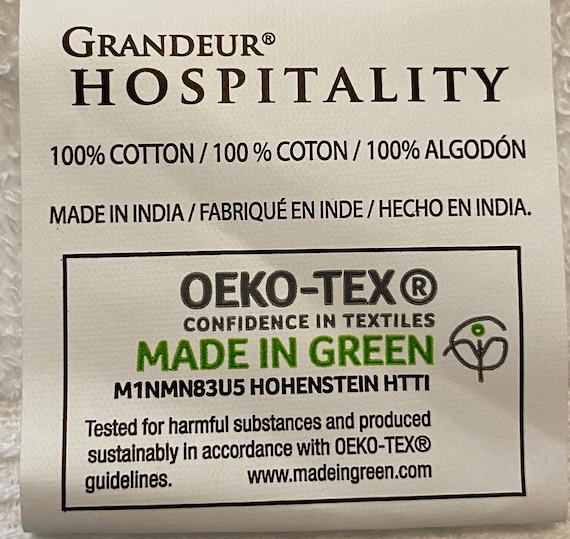 GRANDEUR®
HOSPITALITY
100% COTTON / 100 % COTON / 100% ALGODÓN
MADE IN INDIA / FABRIQUÉ EN INDE / HECHO EN INDIA.
OEKO-TEX®
CONFIDENCE IN TEXTILES
MADE IN GREEN
M1NMN83U5 HOHENSTEIN HTTI
Tested for harmful substances and produced
sustainably in accordance with OEKO-TEX®
guidelines. www.madeingreen.com